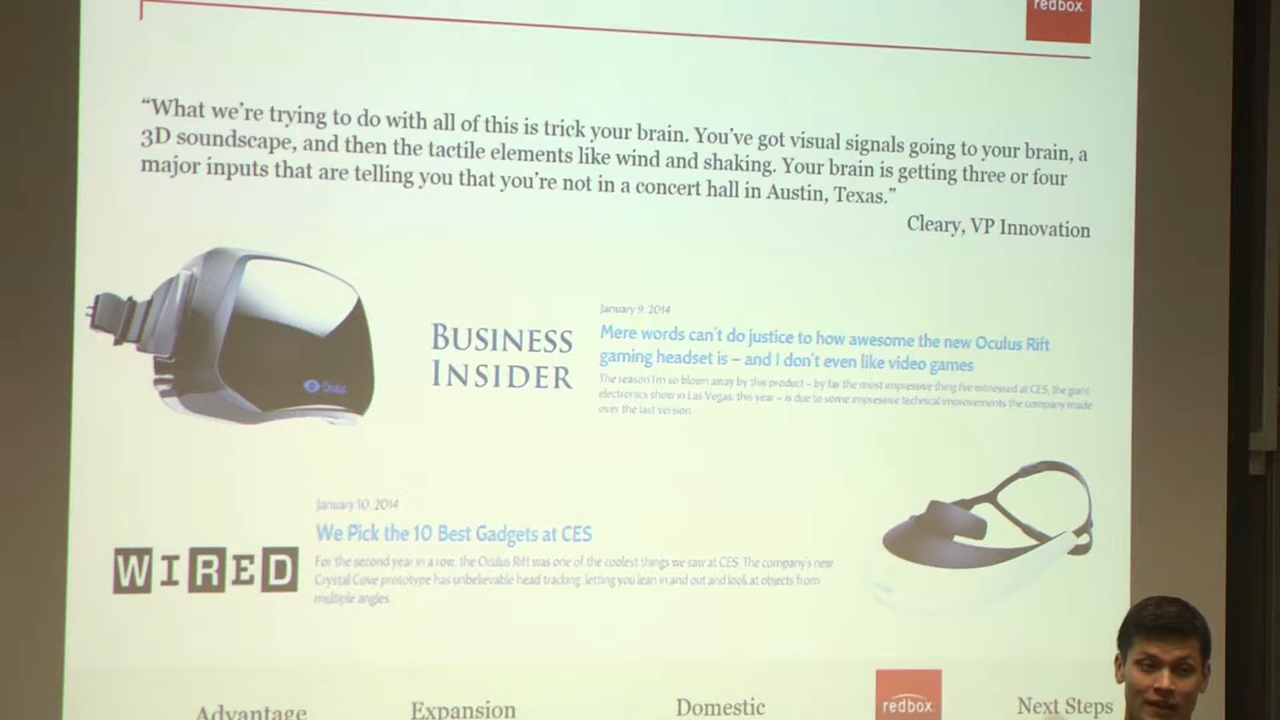 redbox
“What we’re trying to do with all of this is trick your brain. You’ve got visual signals going to your brain, a
3D soundscape, and then the tactile elements like wind and shaking. Your brain is getting three or four
major inputs that are telling you that you’re not in a concert hall in Austin, Texas.”
Cleary, VP Innovation
Oculus
January 9, 2014
BUSINESS
INSIDER
Mere words can’t do justice to how awesome the new Oculus Rift
gaming headset is – and I don’t even like video games
The reason I’m so blown away by this product – by far the most impressive thing I’ve witnessed at CES, the giant
electronics show in Las Vegas, this year – is due to some impressive technical improvements the company made
over the last version.
January 10, 2014
WIRED
We Pick the 10 Best Gadgets at CES
For the second year in a row, the Oculus Rift was one of the coolest things we saw at CES. The company’s new
Crystal Cove prototype has unbelievable head tracking, letting you lean in and out and look at objects from
multiple angles.
Advantage
Expansion
Domestic
redbox
Next Steps